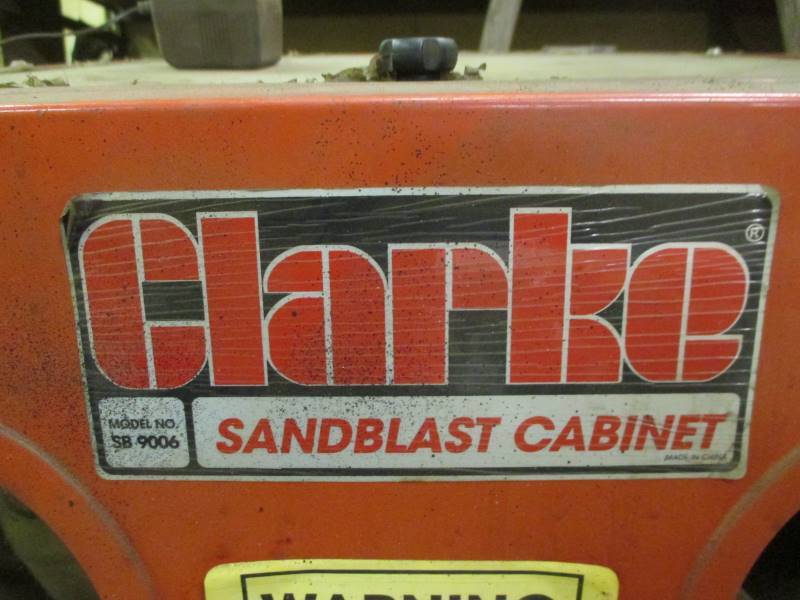 Clarke®
MODEL NO.
SB 9006
SANDBLAST CABINET
MADE IN CHINA
WARNING